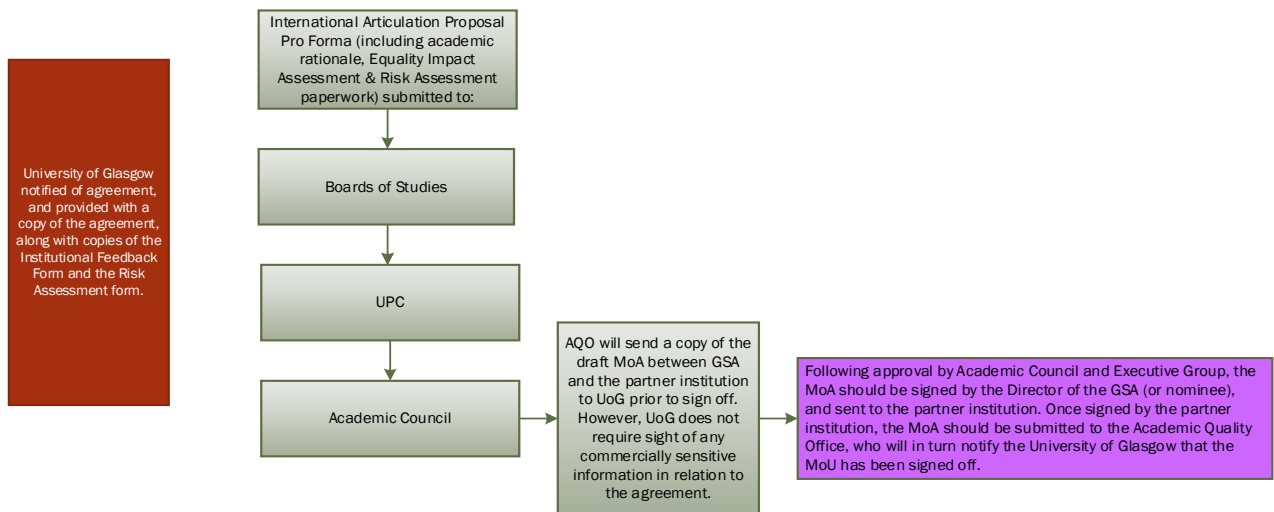 International Articulation Proposal
Pro Forma (including academic
rationale, Equality Impact
Assessment & Risk Assessment
paperwork) submitted to:
University of Glasgow
notified of agreement,
and provided with a
copy of the agreement,
along with copies of the
Institutional Feedback
Form and the Risk
Assessment form.
Boards of Studies
UPC
Academic Council
AQO will send a copy of the
draft MoA between GSA
and the partner institution
to UoG prior to sign off.
However, UoG does not
require sight of any
commercially sensitive
information in relation to
the agreement.
Following approval by Academic Council and Executive Group, the
MoA should be signed by the Director of the GSA (or nominee),
and sent to the partner institution. Once signed by the partner
institution, the MoA should be submitted to the Academic Quality
Office, who will in turn notify the University of Glasgow that the
MoU has been signed off.